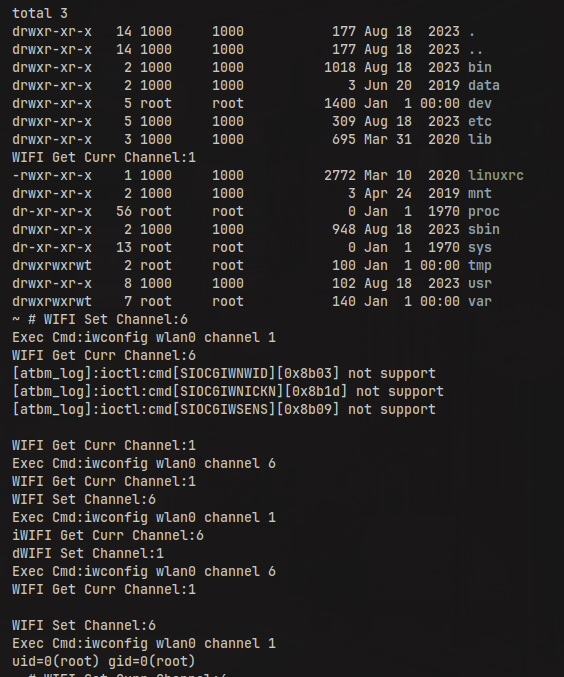 total 3
drwxr-xr-x   14 1000     1000           177 Aug 18  2023 .
drwxr-xr-x   14 1000     1000           177 Aug 18  2023 ..
drwxr-xr-x    2 1000     1000          1018 Aug 18  2023 bin
drwxr-xr-x    2 1000     1000             3 Jun 20  2019 data
drwxr-xr-x    5 root     root          1400 Jan  1 00:00 dev
drwxr-xr-x    5 1000     1000           309 Aug 18  2023 etc
drwxr-xr-x    3 1000     1000           695 Mar 31  2020 lib
WIFI Get Curr Channel:1
-rwxr-xr-x    1 1000     1000          2772 Mar 10  2020 linuxrc
drwxr-xr-x    2 1000     1000             3 Apr 24  2019 mnt
dr-xr-xr-x   56 root     root             0 Jan  1  1970 proc
drwxr-xr-x    2 1000     1000           948 Aug 18  2023 sbin
dr-xr-xr-x   13 root     root             0 Jan  1  1970 sys
drwxrwxrwt    2 root     root           100 Jan  1 00:00 tmp
drwxr-xr-x    8 1000     1000           102 Aug 18  2023 usr
drwxrwxrwt    7 root     root           140 Jan  1 00:00 var
~ # WIFI Set Channel:6
Exec Cmd:iwconfig wlan0 channel 1
WIFI Get Curr Channel:6
[atbm_log]:ioctl:cmd[SIOCGIWNWID][0x8b03] not support
[atbm_log]:ioctl:cmd[SIOCGIWNICKN][0x8b1d] not support
[atbm_log]:ioctl:cmd[SIOCGIWSENS][0x8b09] not support
WIFI Get Curr Channel:1
Exec Cmd:iwconfig wlan0 channel 6
WIFI Get Curr Channel:1
WIFI Set Channel:6
Exec Cmd:iwconfig wlan0 channel 1
iWIFI Get Curr Channel:6
dWIFI Set Channel:1
Exec Cmd:iwconfig wlan0 channel 6
WIFI Get Curr Channel:1
WIFI Set Channel:6
Exec Cmd:iwconfig wlan0 channel 1
uid=0(root) gid=0(root)
~ # WIFI Get Curr Channel:6